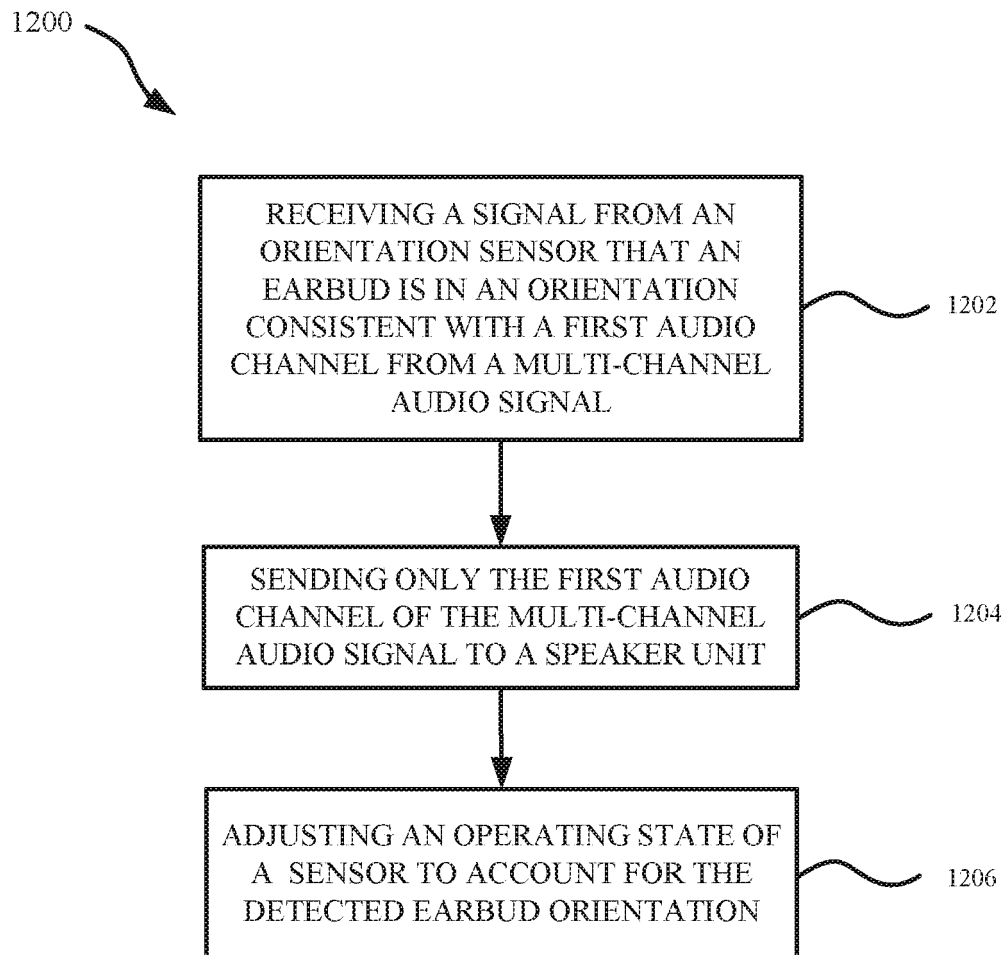 1200
RECEIVING A SIGNAL FROM AN
ORIENTATION SENSOR THAT AN
EARBUD IS IN AN ORIENTATION
CONSISTENT WITH A FIRST AUDIO
CHANNEL FROM A MULTI-CHANNEL
AUDIO SIGNAL
1202
SENDING ONLY THE FIRST AUDIO
CHANNEL OF THE MULTI-CHANNEL
AUDIO SIGNAL TO A SPEAKER UNIT
1204
ADJUSTING AN OPERATING STATE OF
A SENSOR TO ACCOUNT FOR THE
DETECTED EARBUD ORIENTATION
1206